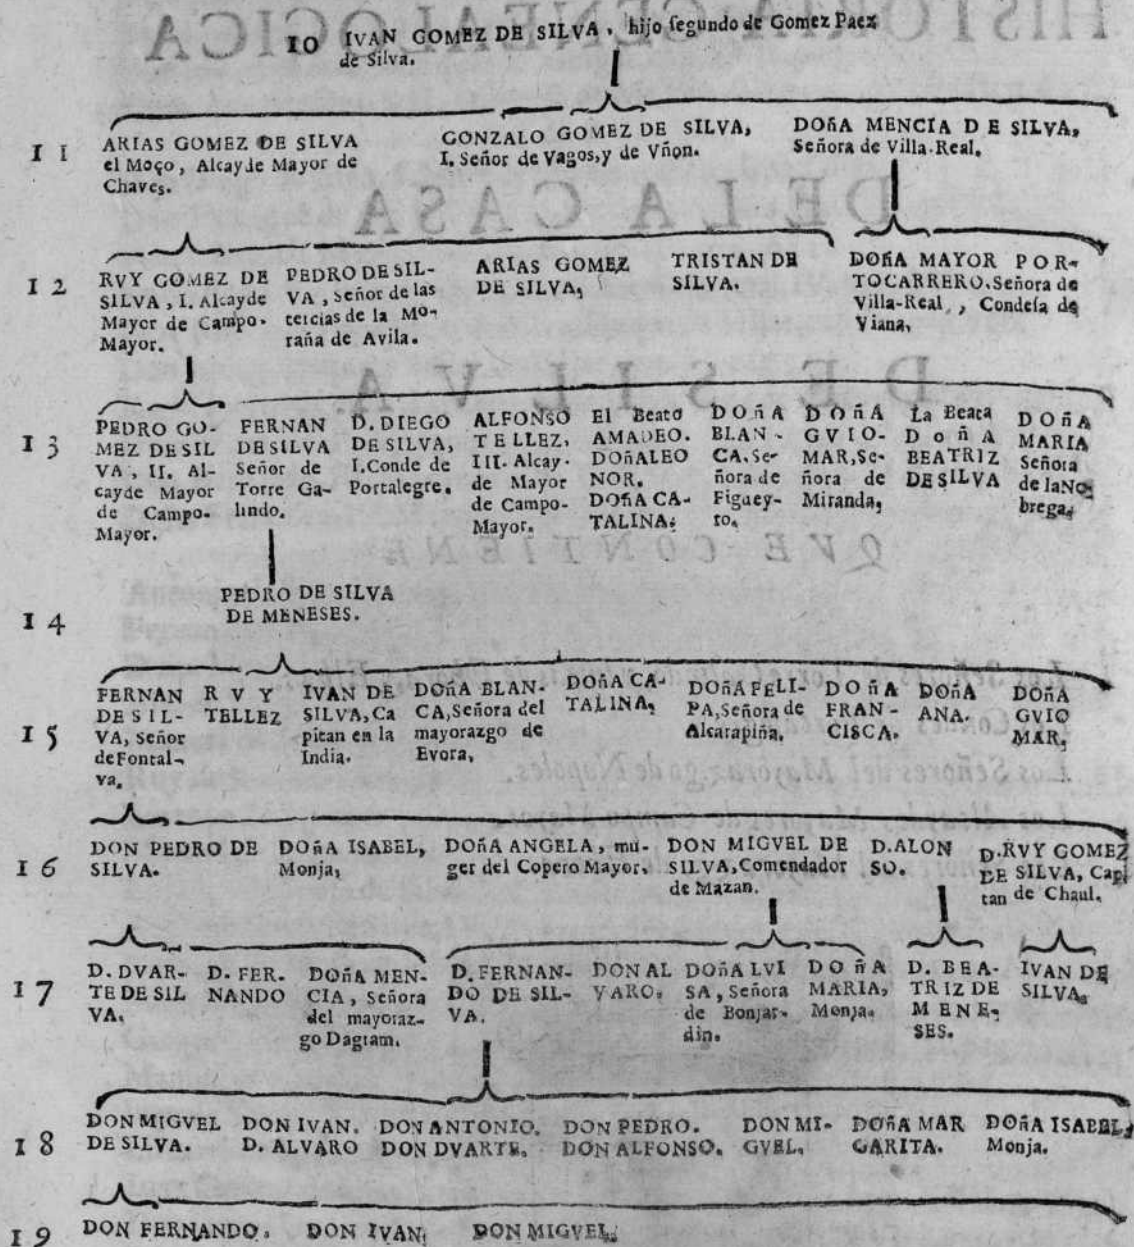 10 IVAN GOMEZ DE SILVA, hijo segundo de Gomez Paez
de Silva.
11
ARIAS GOMEZ DE SILVA
el Moço, Alcayde Mayor de
Chaves.
GONZALO GOMEZ DE SILVA,
I. Señor de Vagos, y de Vñon.
DOñA MENCIA DE SILVA,
Señora de Villa-Real.
12
RVY GOMEZ DE
SILVA, I. Alcayde
Mayor de Campo-
Mayor.
PEDRO DE SIL-
VA, Señor de las
tercias de la Mo-
raña de Avila.
ARIAS GOMEZ
DE SILVA,
TRISTAN DE
SILVA.
DOñA MAYOR POR-
TOCARRERO, Señora de
Villa-Real, Condesa de
Viana,
13
PEDRO GO-
MEZ DE SIL
VA, II. Al-
cayde Mayor
de Campo-
Mayor.
FERNAN
DE SILVA
Señor de
Torre Ga-
lindo.
D. DIEGO
DE SILVA,
I. Conde de
Portalegre.
ALFONSO
TELLEZ,
III. Alcay-
de Mayor
de Campo-
Mayor.
El Beato
AMADEO.
DOñALEO
NOR.
DOñA CA-
TALINA.
DOñA
BLAN-
CA, Se-
ñora de
Figuey-
ro,
DOñA
GVIO-
MAR, Se-
ñora de
Miranda,
La Beata
DOñA
BEATRIZ
DE SILVA
DOñA
MARIA
Señora
de la No-
brega,
14
PEDRO DE SILVA
DE MENESES.
15
FERNAN
DE SIL-
VA, Señor
de Fontal-
va,
RVY
TELLEZ
IVAN DE
SILVA, Ca
pitan en la
India.
DOñA BLAN-
CA, Señora del
mayorazgo de
Evora,
DOñA CA-
TALINA,
DOñA FELI-
PA, Señora de
Alcarapiña,
DOñA
FRAN-
CISCA.
DOñA
ANA.
DOñA
GVIO
MAR,
16
DON PEDRO DE
SILVA.
DOñA ISABEL,
Monja,
DOñA ANGELA, mu-
ger del Copero Mayor.
DON MIGVEL DE
SILVA, Comendador
de Mazan.
D. ALON
SO.
D. RVY GOMEZ
DE SILVA, Capi
tan de Chaul.
17
D. DVAR-
TE DE SIL
VA.
D. FER-
NANDO
DOñA MEN-
CIA, Señora
del mayoraz-
go Dagram.
D. FERNAN-
DO DE SIL-
VA.
DON AL
VARO,
DOñA LVI
SA, Señora
de Bonjar-
din.
DOñA
MARIA,
Monja.
D. BEA-
TRIZ DE
MENE-
SES.
IVAN DE
SILVA,
18
DON MIGVEL
DE SILVA.
DON IVAN.
D. ALVARO
DON ANTONIO.
DON DVARTE,
DON PEDRO.
DON ALFONSO.
DON MI-
GVEL.
DOñA MAR
GARITA.
DOñA ISABEL,
Monja.
19
DON FERNANDO. DON IVAN. DON MIGVEL.